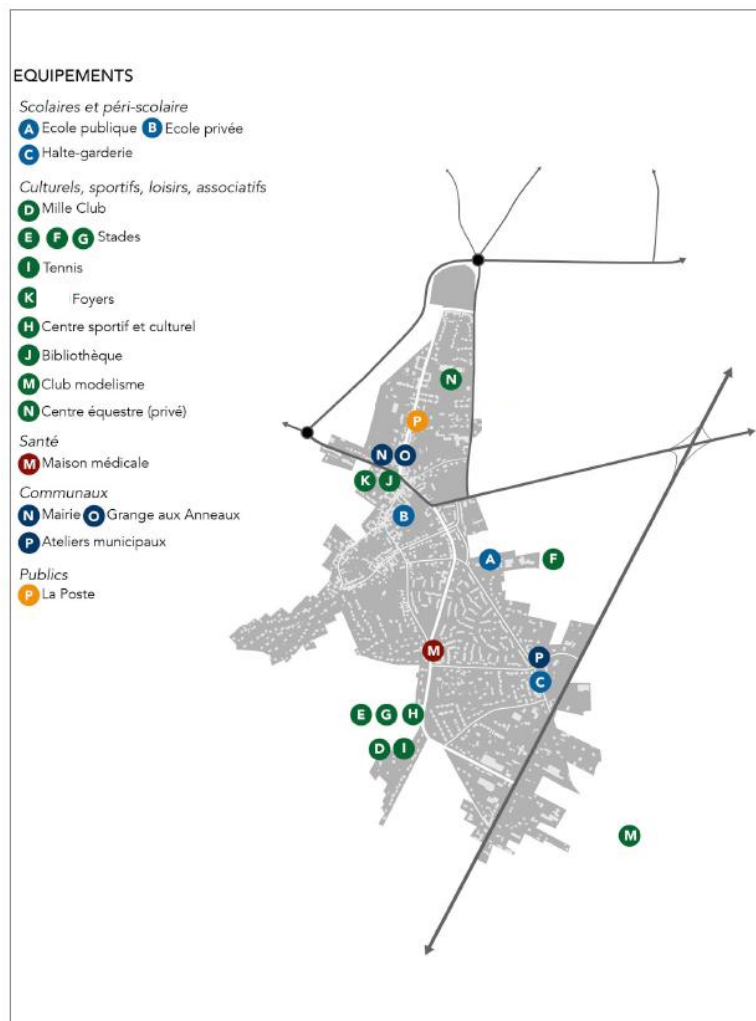 EQUIPEMENTS
Scolaires et péri-scolaire
A Ecole publique B Ecole privée
C Halte-garderie
Culturels, sportifs, loisirs, associatifs
D Mille Club
E F G Stades
I Tennis
K Foyers
H Centre sportif et culturel
J Bibliothèque
M Club modelisme
N Centre équestre (privé)
Santé
M Maison médicale
Communaux
N Mairie O Grange aux Anneaux
P Ateliers municipaux
Publics
P La Poste
N
P
N O
K J
B
A F
M
P
C
E G H
D I
M